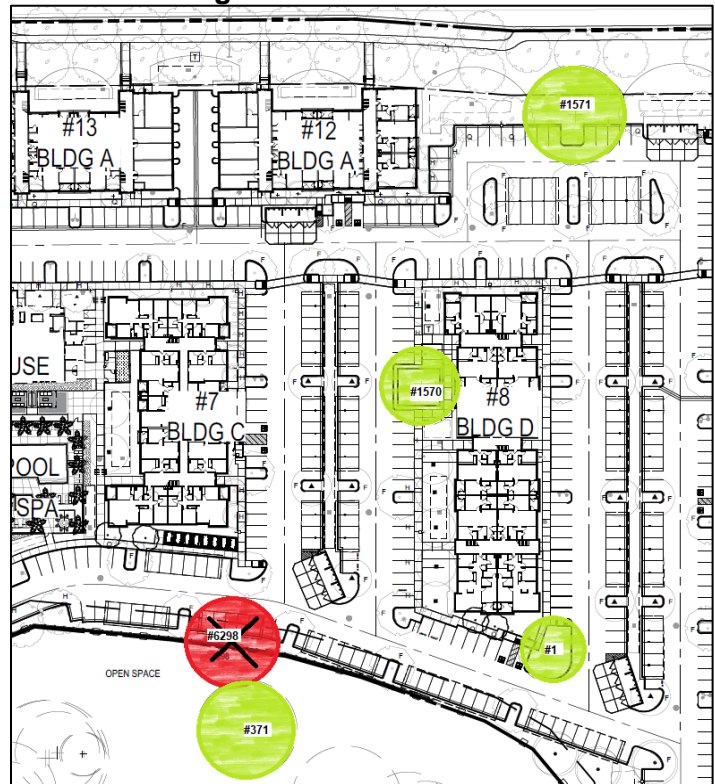 #1571
#13
BLDG A
#12
BLDG A
T
USE
#7
BLDG C
POOL
SPA
#1570
#8
BLDG D
T
#6298
#1
OPEN SPACE
#371